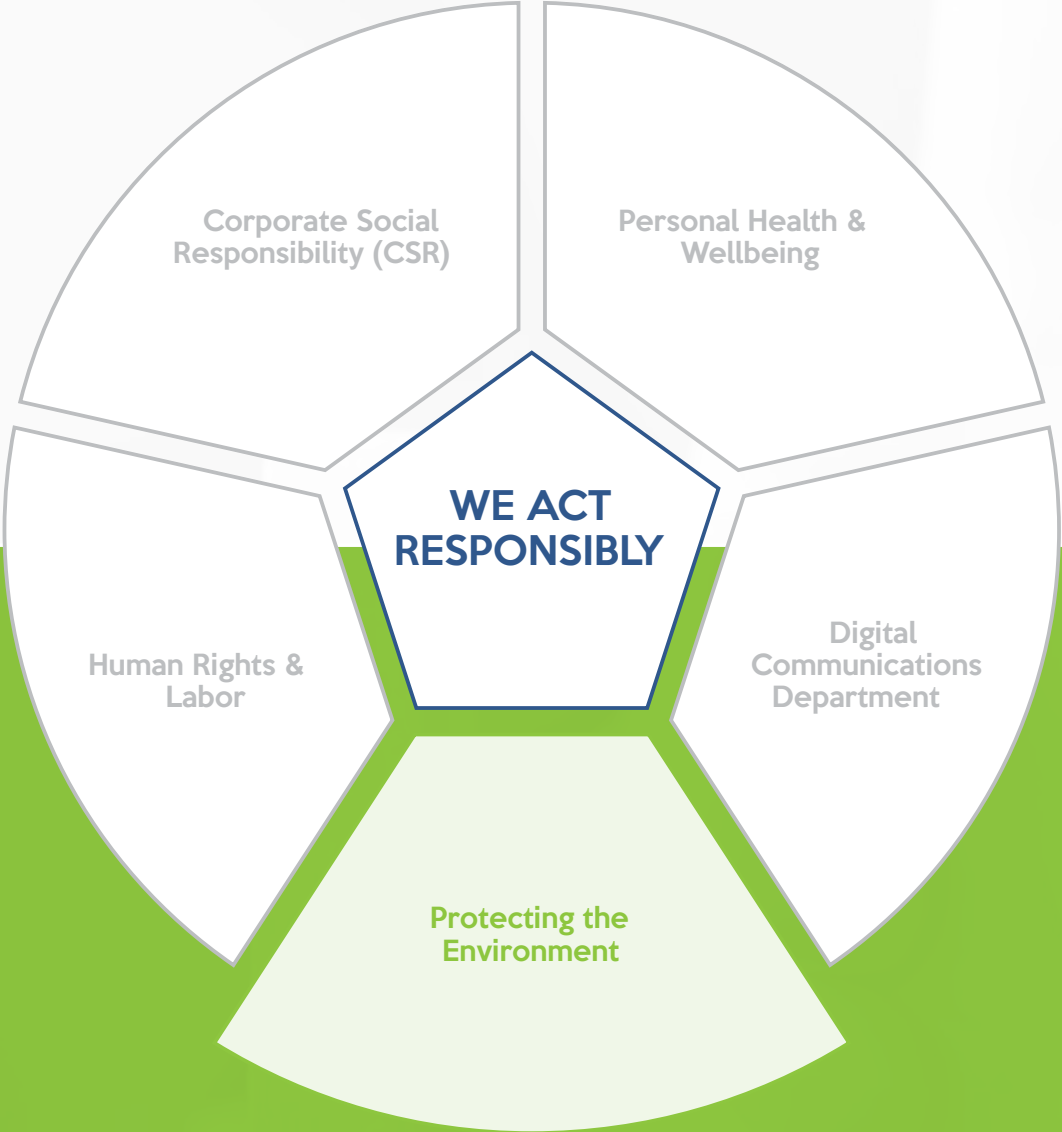 Corporate Social
Responsibility (CSR)
Personal Health &
Wellbeing
WE ACT
RESPONSIBLY
Human Rights &
Labor
Digital
Communications
Department
Protecting the
Environment